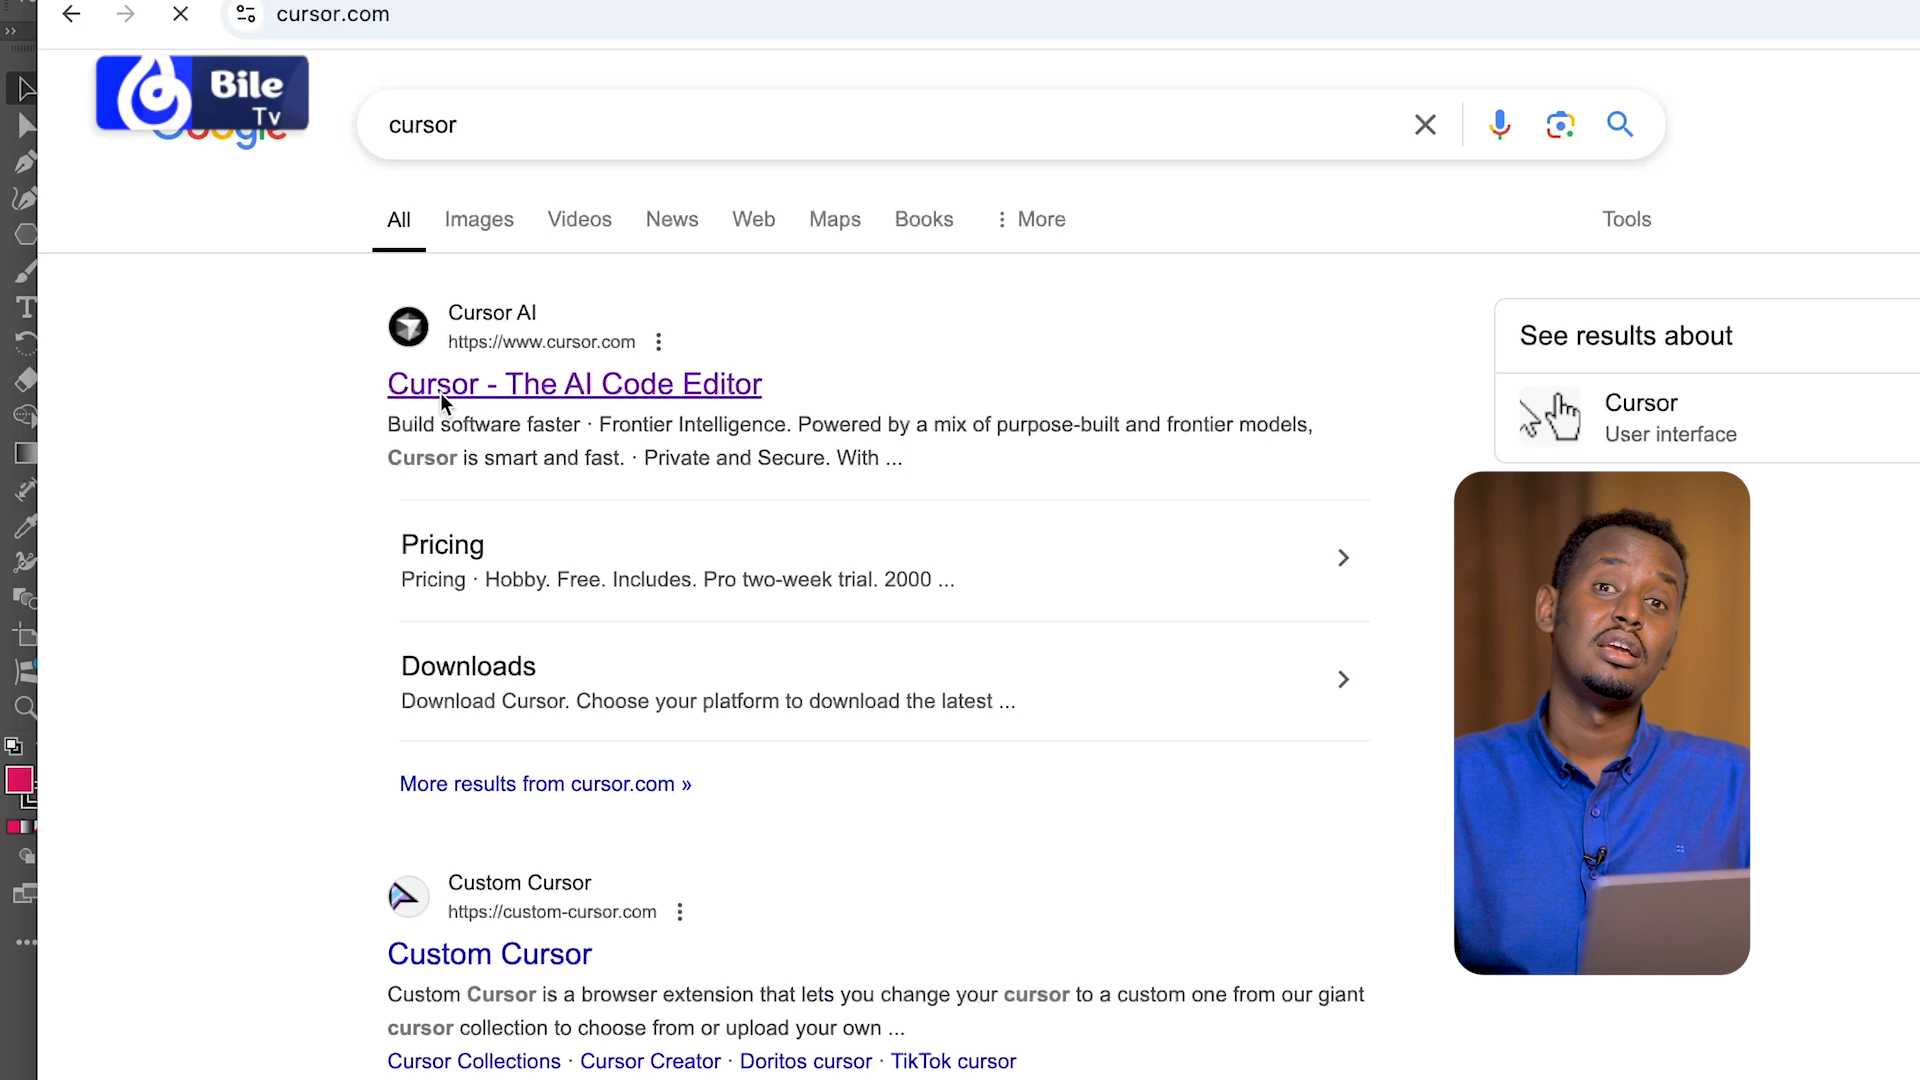 cursor.com
Bile
Tv
Google
cursor
All Images Videos News Web Maps Books More Tools
Cursor AI
https://www.cursor.com
Cursor - The AI Code Editor
Build software faster · Frontier Intelligence. Powered by a mix of purpose-built and frontier models,
Cursor is smart and fast. · Private and Secure. With ...
Pricing
Pricing · Hobby. Free. Includes. Pro two-week trial. 2000 ...
Downloads
Download Cursor. Choose your platform to download the latest ...
More results from cursor.com »
Custom Cursor
https://custom-cursor.com
Custom Cursor
Custom Cursor is a browser extension that lets you change your cursor to a custom one from our giant
cursor collection to choose from or upload your own ...
Cursor Collections · Cursor Creator · Doritos cursor · TikTok cursor
See results about
Cursor
User interface